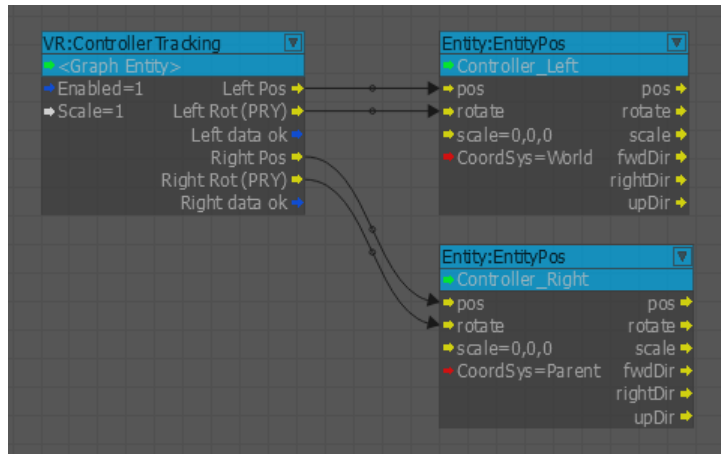 VR:ControllerTracking
<Graph Entity>
Enabled=1 Left Pos
Scale=1 Left Rot (PRY)
Left data ok
Right Pos
Right Rot (PRY)
Right data ok
Entity:EntityPos
Controller_Left
pos pos
rotate rotate
scale=0,0,0 scale
CoordSys=World fwdDir
rightDir
upDir
Entity:EntityPos
Controller_Right
pos pos
rotate rotate
scale=0,0,0 scale
CoordSys=Parent fwdDir
rightDir
upDir